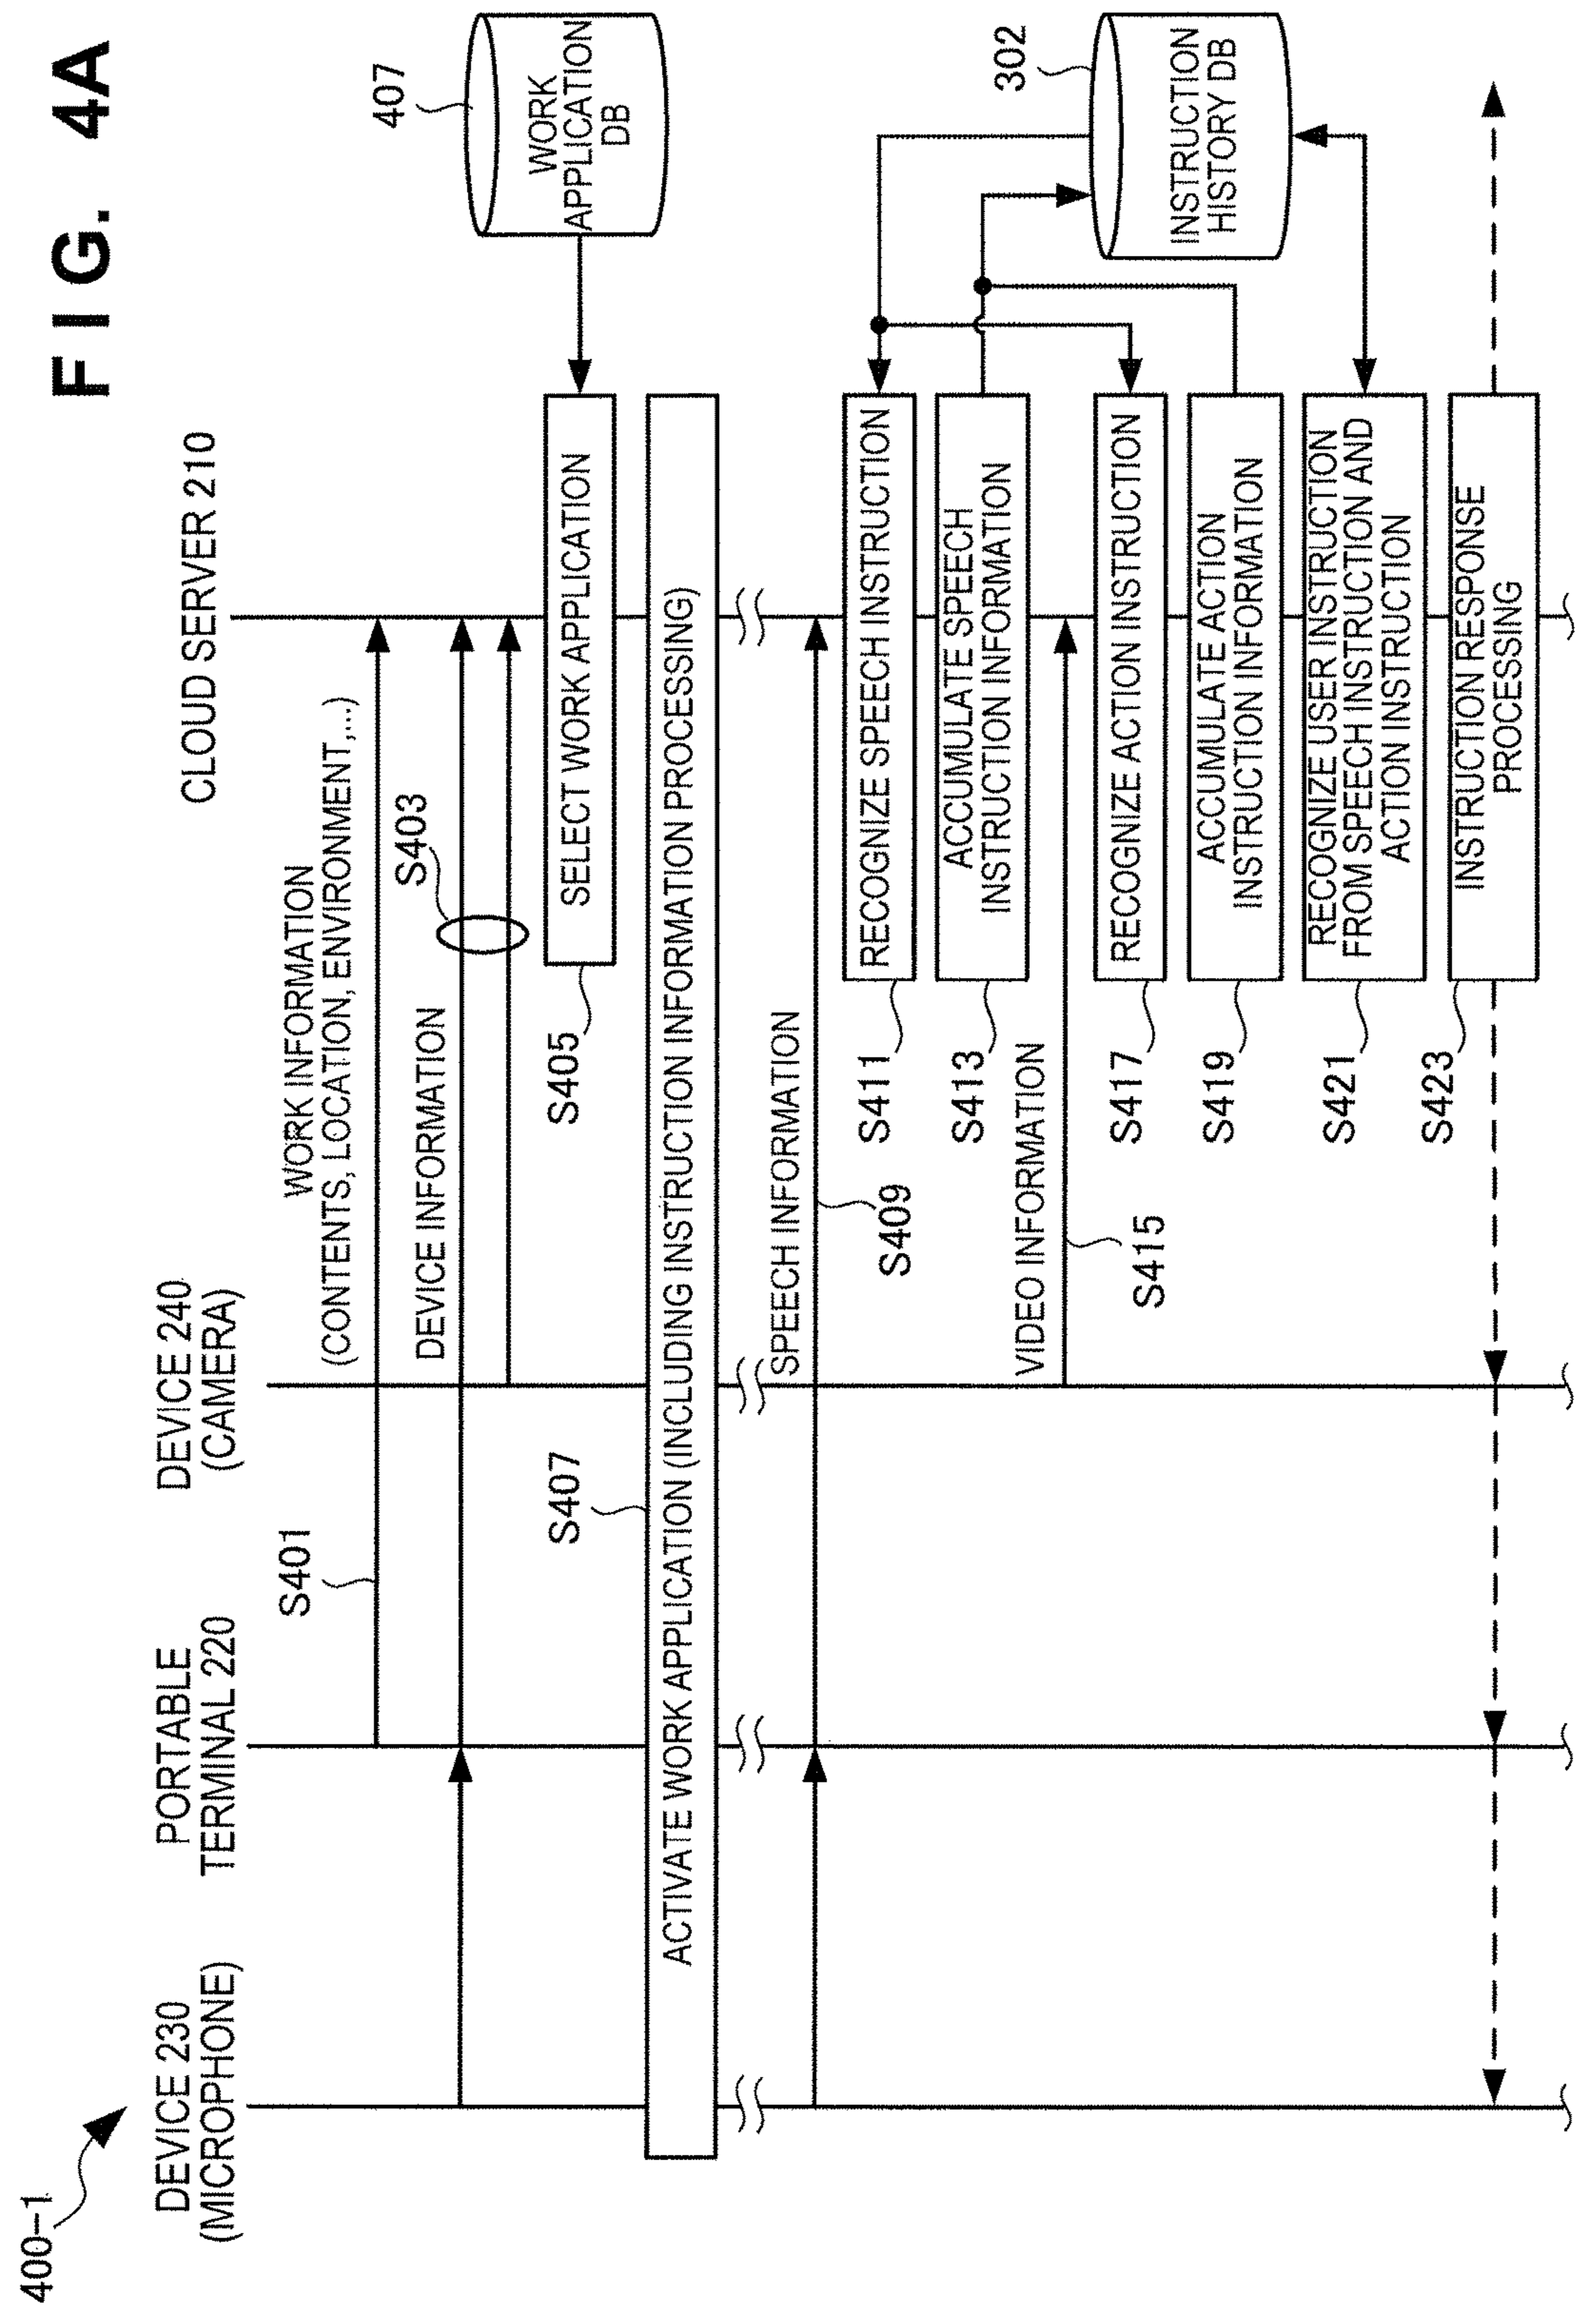 FIG. 4A
400-1
DEVICE 230
(MICROPHONE)
PORTABLE
TERMINAL 220
DEVICE 240
(CAMERA)
CLOUD SERVER 210
S401
WORK INFORMATION
(CONTENTS, LOCATION, ENVIRONMENT,...)
DEVICE INFORMATION
S403
407
WORK
APPLICATION
DB
S405
SELECT WORK APPLICATION
S407
ACTIVATE WORK APPLICATION (INCLUDING INSTRUCTION INFORMATION PROCESSING)
SPEECH INFORMATION
S409
S411
RECOGNIZE SPEECH INSTRUCTION
S413
ACCUMULATE SPEECH
INSTRUCTION INFORMATION
302
INSTRUCTION
HISTORY DB
VIDEO INFORMATION
S415
S417
RECOGNIZE ACTION INSTRUCTION
S419
ACCUMULATE ACTION
INSTRUCTION INFORMATION
S421
RECOGNIZE USER INSTRUCTION
FROM SPEECH INSTRUCTION AND
ACTION INSTRUCTION
S423
INSTRUCTION RESPONSE
PROCESSING